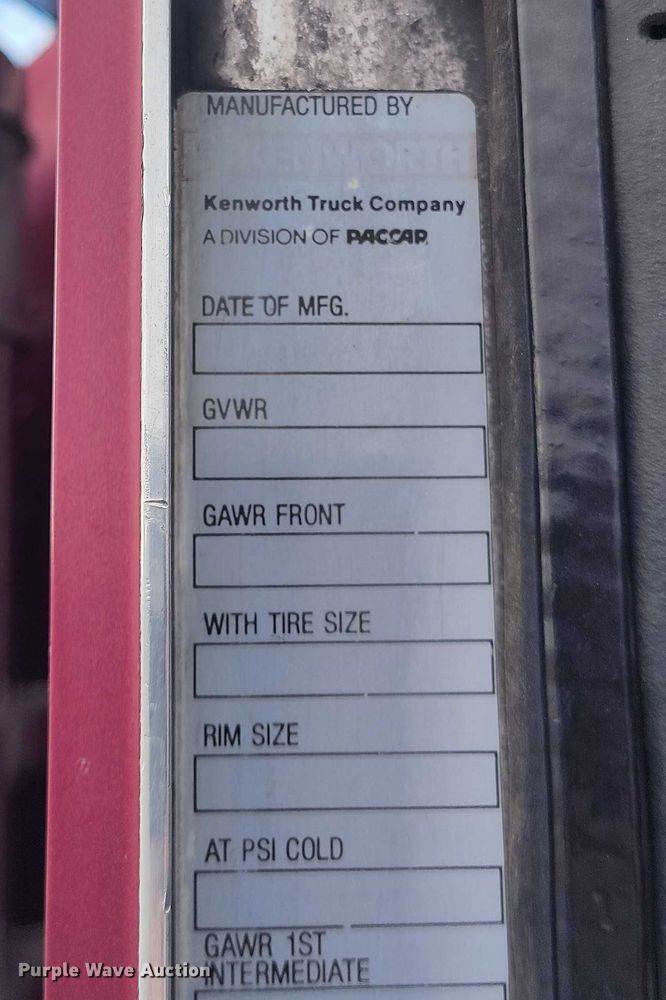 MANUFACTURED BY
Kenworth Truck Company
A DIVISION OF PACCAR
DATE OF MFG.
GVWR
GAWR FRONT
WITH TIRE SIZE
RIM SIZE
AT PSI COLD
GAWR 1ST
INTERMEDIATE
Purple Wave Auction